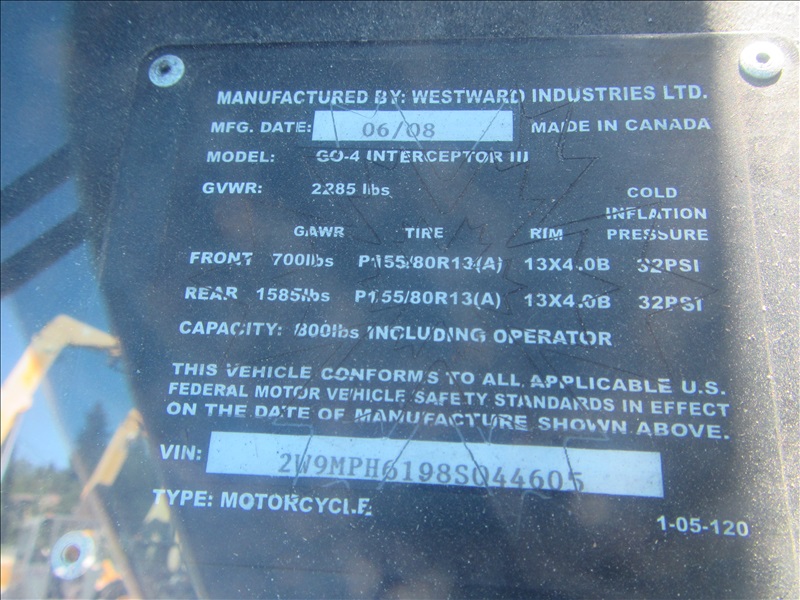 MANUFACTURED BY: WESTWARD INDUSTRIES LTD.
MFG. DATE: 06/08 MADE IN CANADA
MODEL: GO-4 INTERCEPTOR III
GVWR: 2285 lbs
COLD
INFLATION
GAWR TIRE RIM PRESSURE
FRONT 700lbs P155/80R13(A) 13X4.0B 32PSI
REAR 1585lbs P155/80R13(A) 13X4.0B 32PSI
CAPACITY: 800lbs INCLUDING OPERATOR
THIS VEHICLE CONFORMS TO ALL APPLICABLE U.S.
FEDERAL MOTOR VEHICLE SAFETY STANDARDS IN EFFECT
ON THE DATE OF MANUFACTURE SHOWN ABOVE.
VIN: 2W9MPH6198S044605
TYPE: MOTORCYCLE
1-05-120